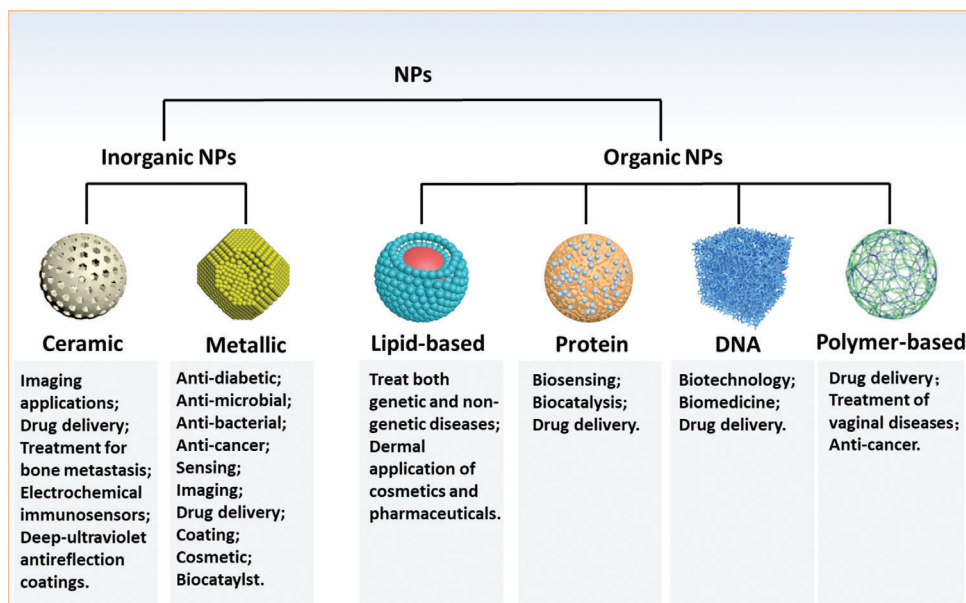 NPs
Inorganic NPs
Organic NPs
Ceramic
Imaging
applications;
Drug delivery;
Treatment for
bone metastasis;
Electrochemical
immunosensors;
Deep-ultraviolet
antireflection
coatings.
Metallic
Anti-diabetic;
Anti-microbial;
Anti-bacterial;
Anti-cancer;
Sensing;
Imaging;
Drug delivery;
Coating;
Cosmetic;
Biocataylst.
Lipid-based
Treat both
genetic and non-
genetic diseases;
Dermal
application of
cosmetics and
pharmaceuticals.
Protein
Biosensing;
Biocatalysis;
Drug delivery.
DNA
Biotechnology;
Biomedicine;
Drug delivery.
Polymer-based
Drug delivery;
Treatment of
vaginal diseases;
Anti-cancer.